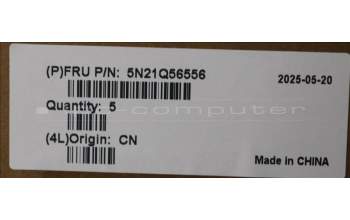 (P)FRU P/N: 5N21Q56556
2025-05-20
Quantity: 5
-computer
(4L)Origin: CN
Made in CHINA